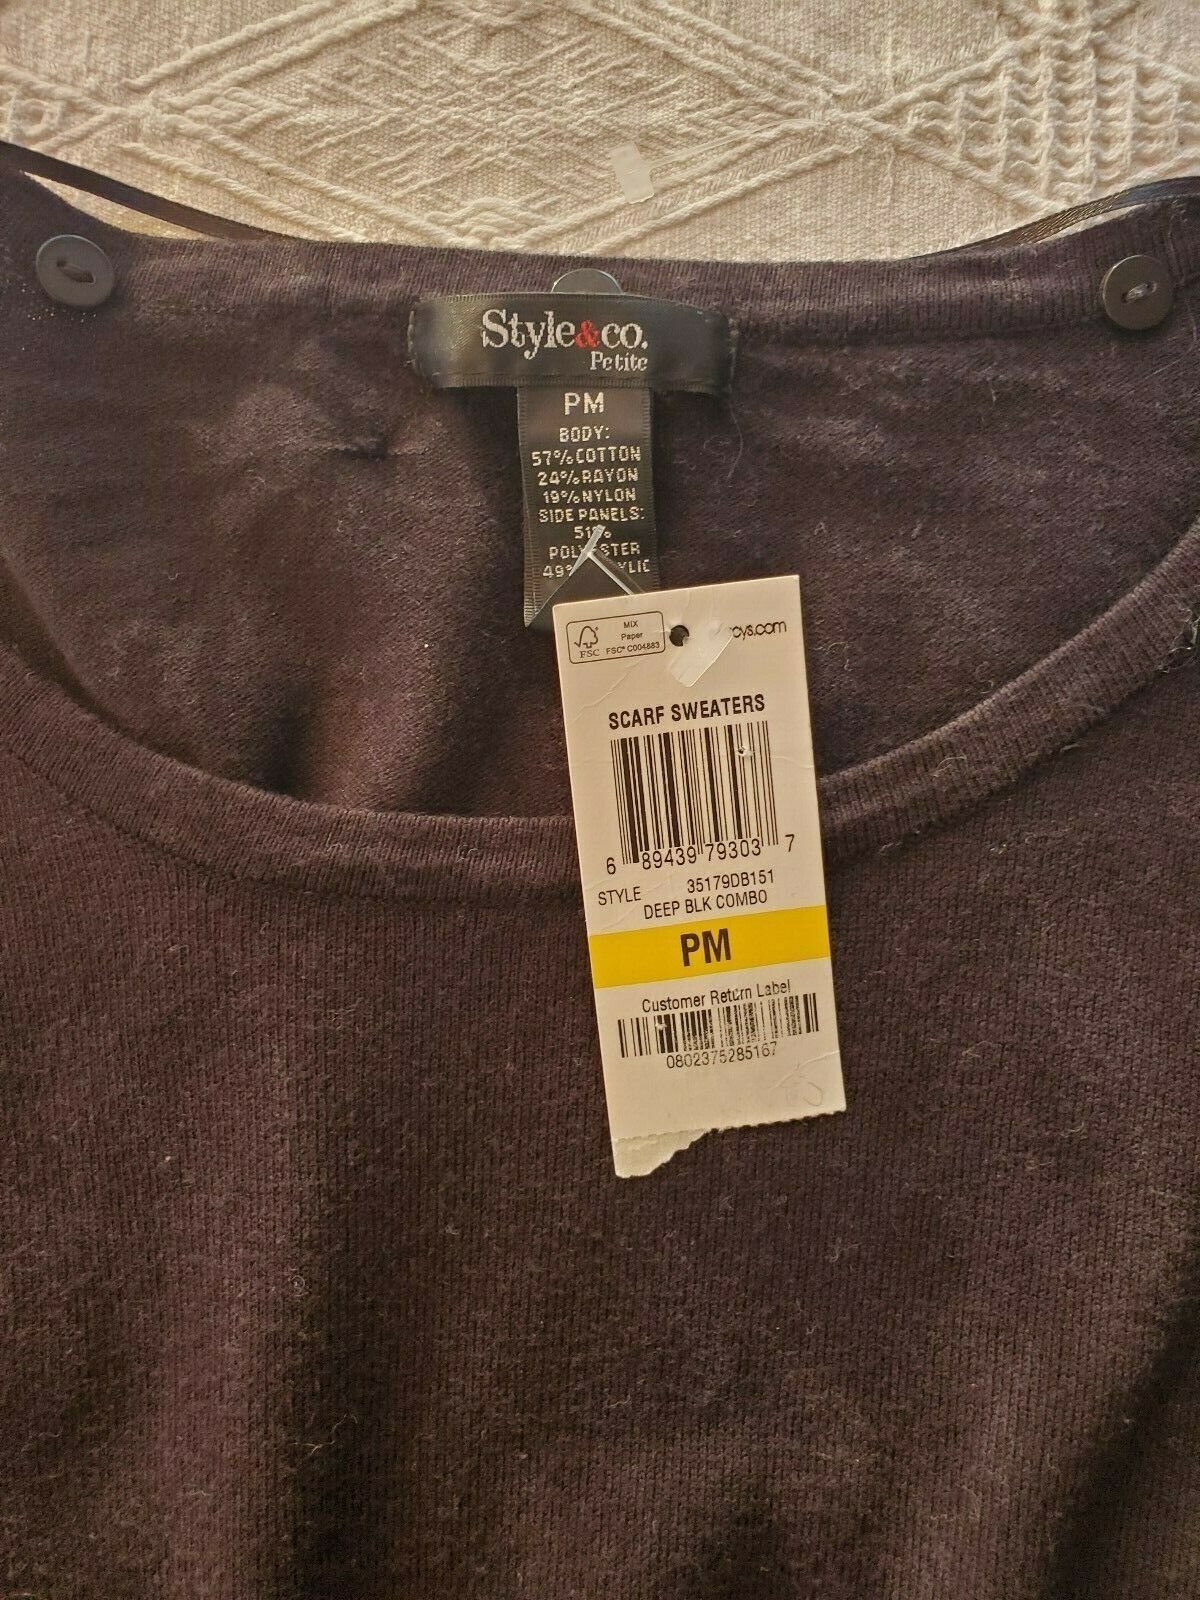 Style&co.
Petite
PM
BODY:
57% COTTON
24% RAYON
19% NYLON
SIDE PANELS:
51%
FSC
MIX
Paper
FSC® C004883
SCARF SWEATERS
6 89439 79303 7
STYLE 35179DB151
DEEP BLK COMBO
PM
Customer Return Label
0802375285167